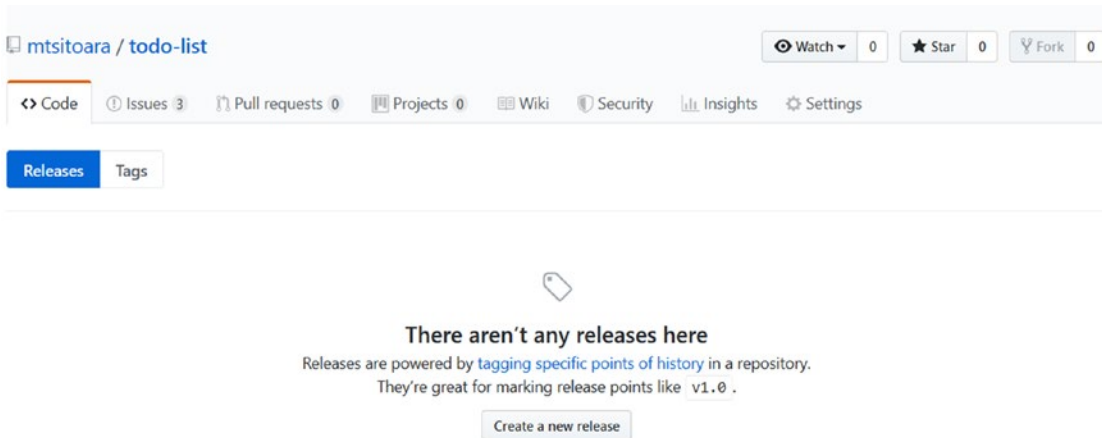 mtsitoara / todo-list
Watch 0 Star 0 Fork 0
Code Issues 3 Pull requests 0 Projects 0 Wiki Security Insights Settings
Releases Tags
There aren't any releases here
Releases are powered by tagging specific points of history in a repository.
They're great for marking release points like v1.0 .
Create a new release